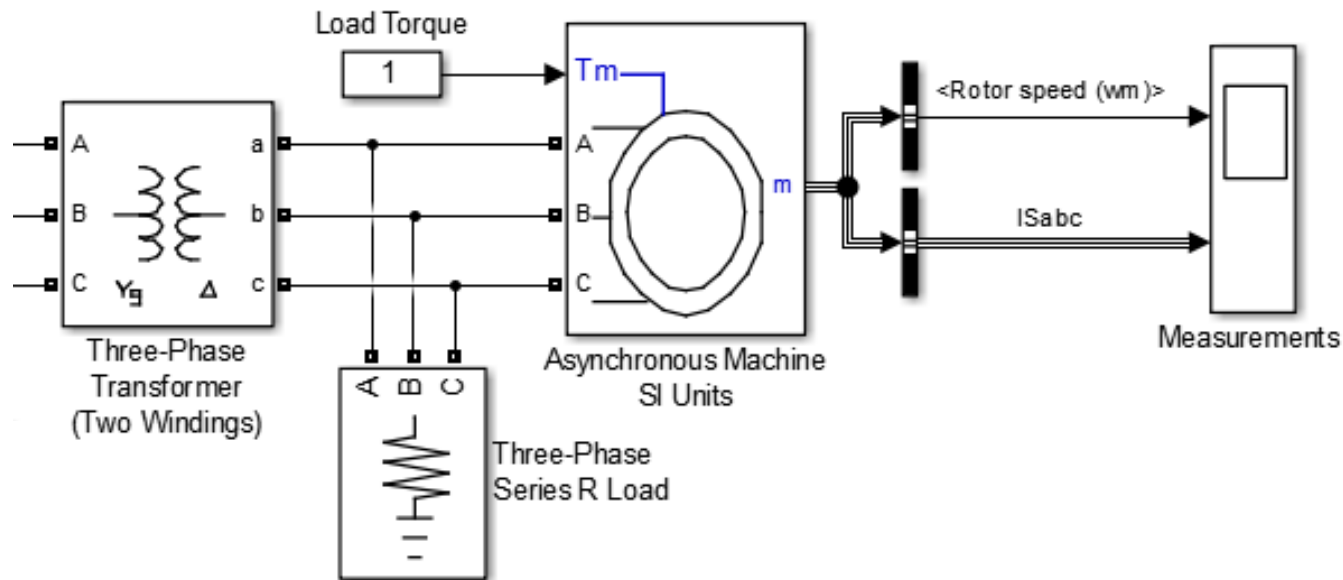 Load Torque
1
Tm
<Rotor speed (wm)>
A
a
A
B
b
B
m
ISabc
C
c
C
Yg Δ
Three-Phase
Transformer
(Two Windings)
A B C
Asynchronous Machine
SI Units
Measurements
Three-Phase
Series R Load